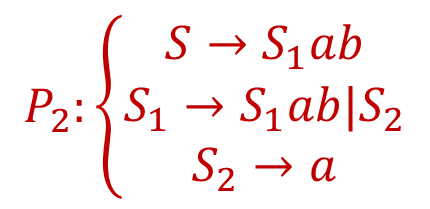 S → S₁ab
P₂: { S₁ → S₁ab|S₂
S₂ → a